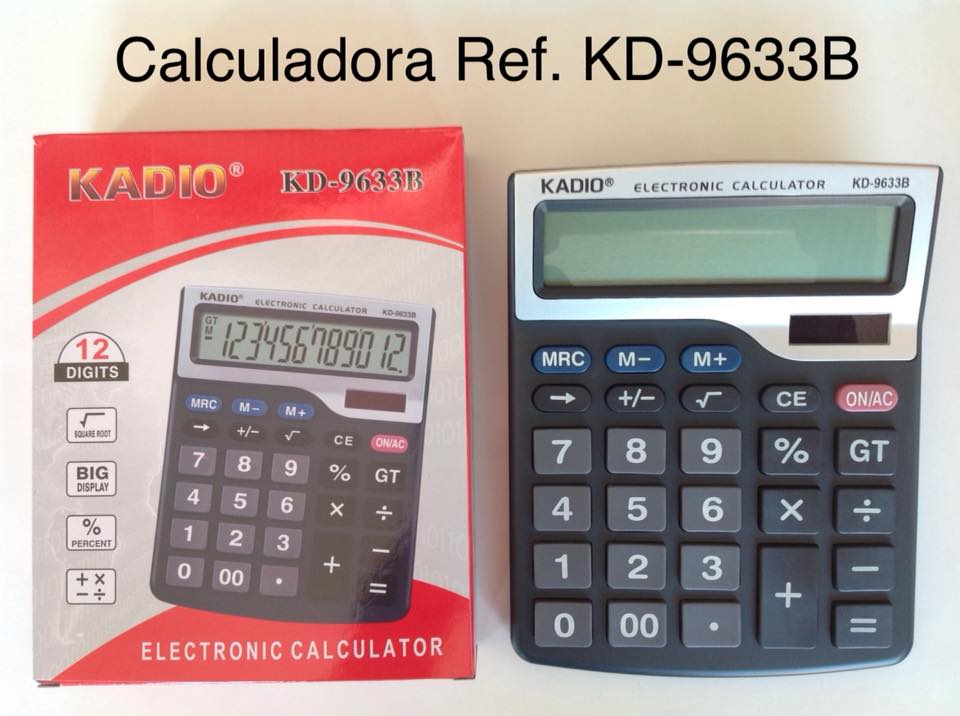 Calculadora Ref. KD-9633B
KADIO® KD-9633B
12
DIGITS
√
SQUARE ROOT
BIG
DISPLAY
%
PERCENT
+ ×
− ÷
KADIO® ELECTRONIC CALCULATOR KD-9633B
GT
M
123456789012.
MRC M− M+
→ +/− √ CE ON/AC
7 8 9 % GT
4 5 6 × ÷
1 2 3 + −
0 00 · =
ELECTRONIC CALCULATOR
KADIO® ELECTRONIC CALCULATOR KD-9633B
MRC M− M+
→ +/− √ CE ON/AC
7 8 9 % GT
4 5 6 × ÷
1 2 3 + −
0 00 · =